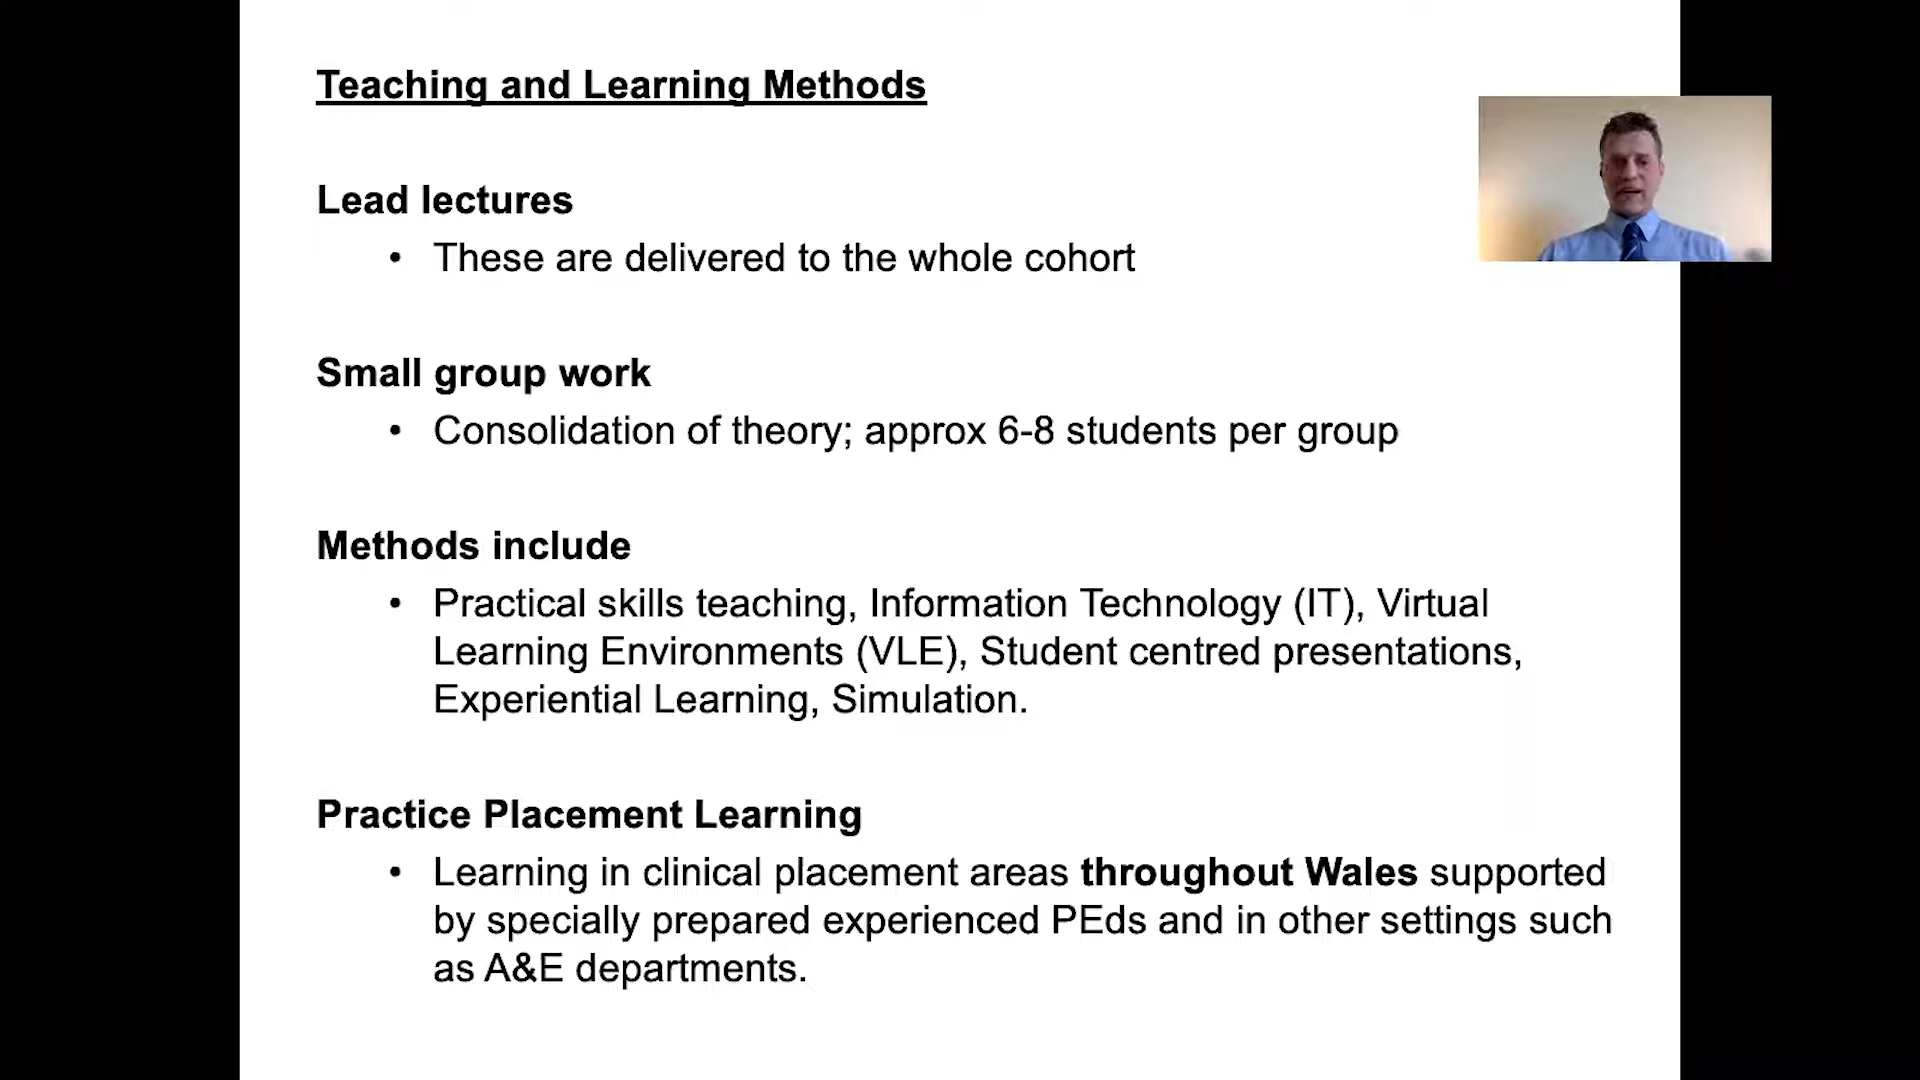 Teaching and Learning Methods
Lead lectures
• These are delivered to the whole cohort
Small group work
• Consolidation of theory; approx 6-8 students per group
Methods include
• Practical skills teaching, Information Technology (IT), Virtual
Learning Environments (VLE), Student centred presentations,
Experiential Learning, Simulation.
Practice Placement Learning
• Learning in clinical placement areas throughout Wales supported
by specially prepared experienced PEds and in other settings such
as A&E departments.